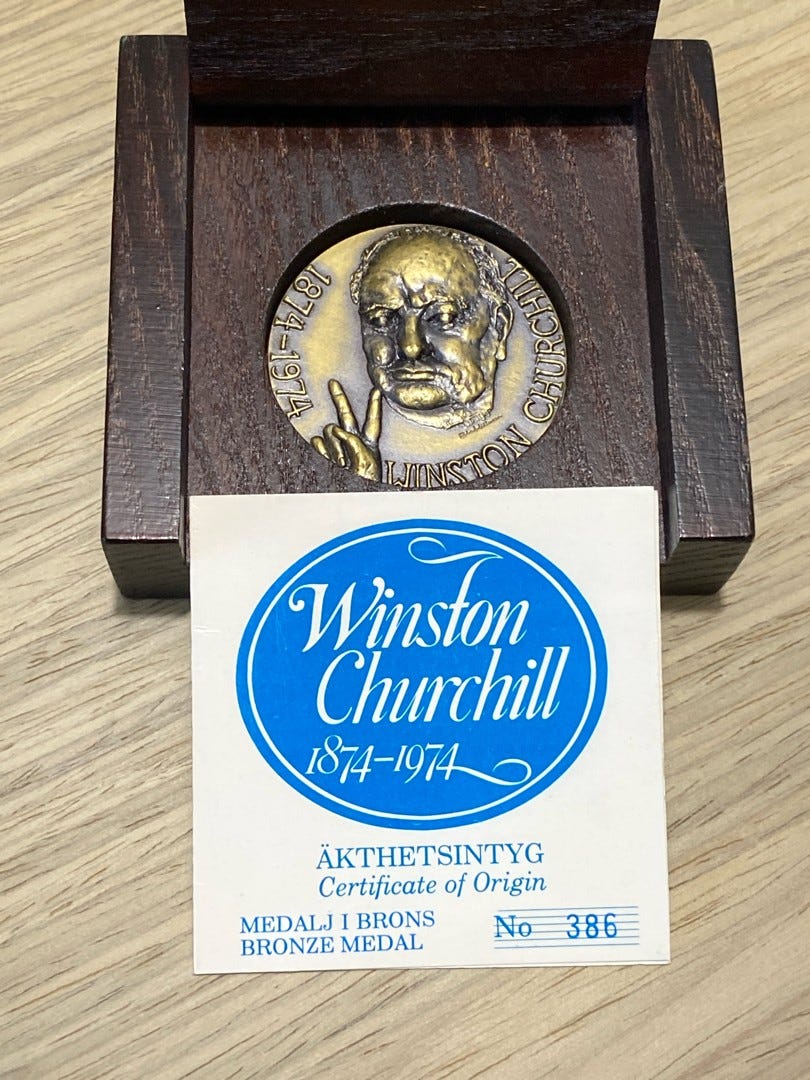 1874-1974
WINSTON CHURCHILL
Winston
Churchill
1874-1974
ÄKTHETSINTYG
Certificate of Origin
MEDALJ I BRONS
BRONZE MEDAL
No 386